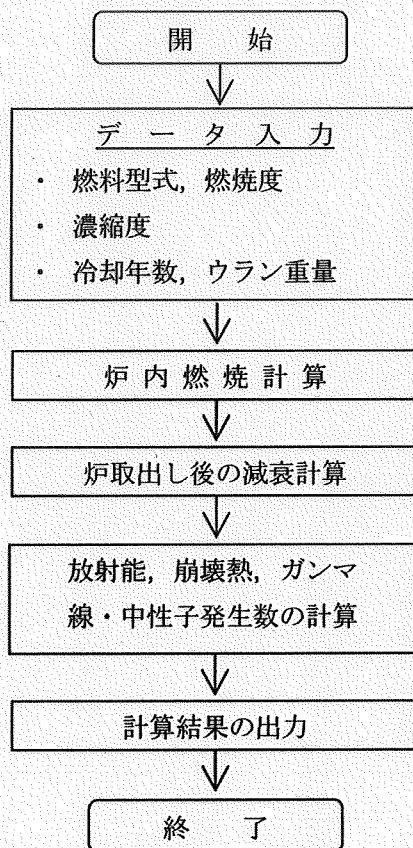 開 始
デ ー タ 入 力
・ 燃料型式，燃焼度
・ 濃縮度
・ 冷却年数，ウラン重量
炉 内 燃 焼 計 算
炉取出し後の減衰計算
放射能，崩壊熱，ガンマ
線・中性子発生数の計算
計算結果の出力
終 了